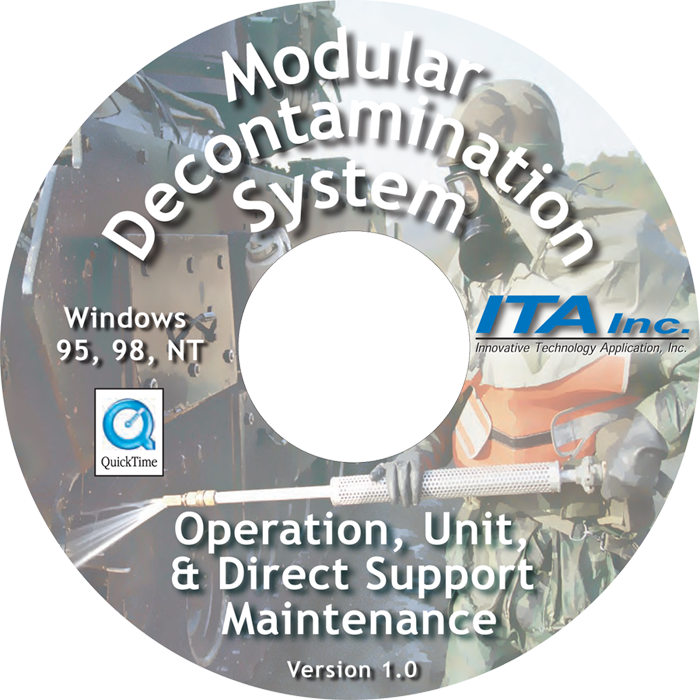 Modular
Decontamination
System
Windows
95, 98, NT
ITA Inc.
Innovative Technology Application, Inc.
QuickTime
Operation, Unit,
& Direct Support
Maintenance
Version 1.0